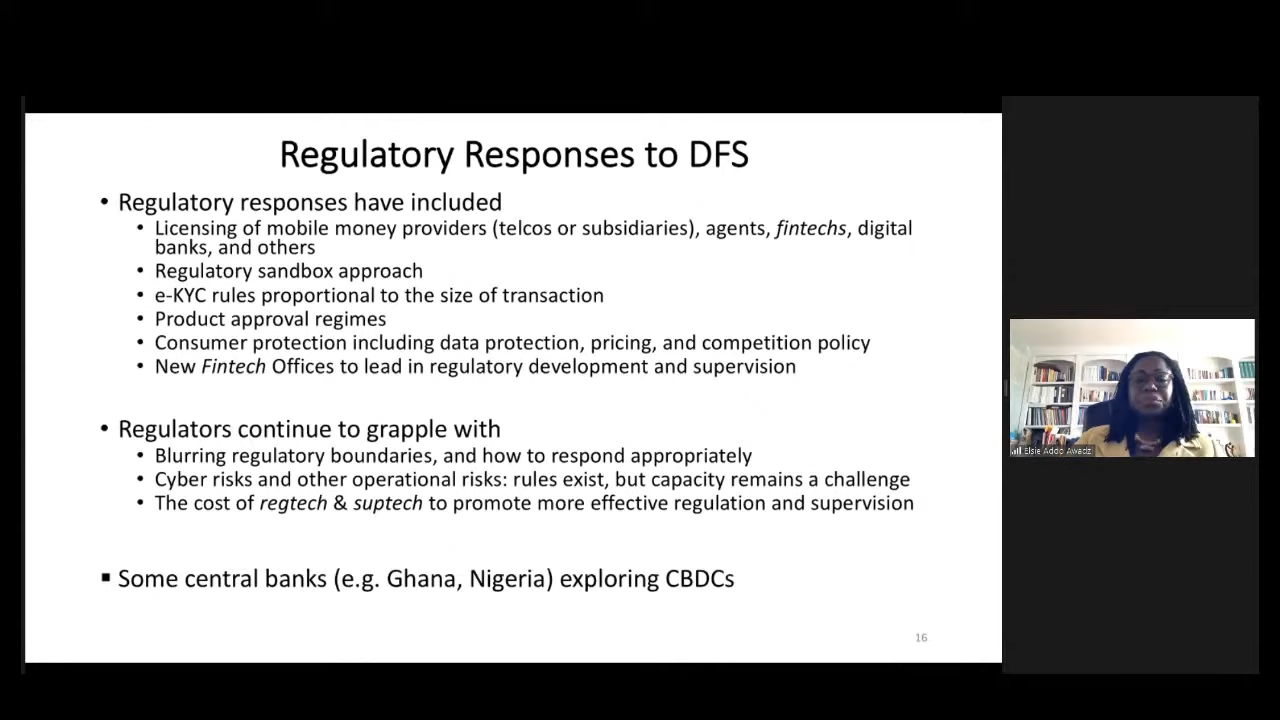 Regulatory Responses to DFS
• Regulatory responses have included
• Licensing of mobile money providers (telcos or subsidiaries), agents, fintechs, digital
banks, and others
• Regulatory sandbox approach
• e-KYC rules proportional to the size of transaction
• Product approval regimes
• Consumer protection including data protection, pricing, and competition policy
• New Fintech Offices to lead in regulatory development and supervision
• Regulators continue to grapple with
• Blurring regulatory boundaries, and how to respond appropriately
• Cyber risks and other operational risks: rules exist, but capacity remains a challenge
• The cost of regtech & suptech to promote more effective regulation and supervision
▪ Some central banks (e.g. Ghana, Nigeria) exploring CBDCs
16
Elsie Addo Awadzi